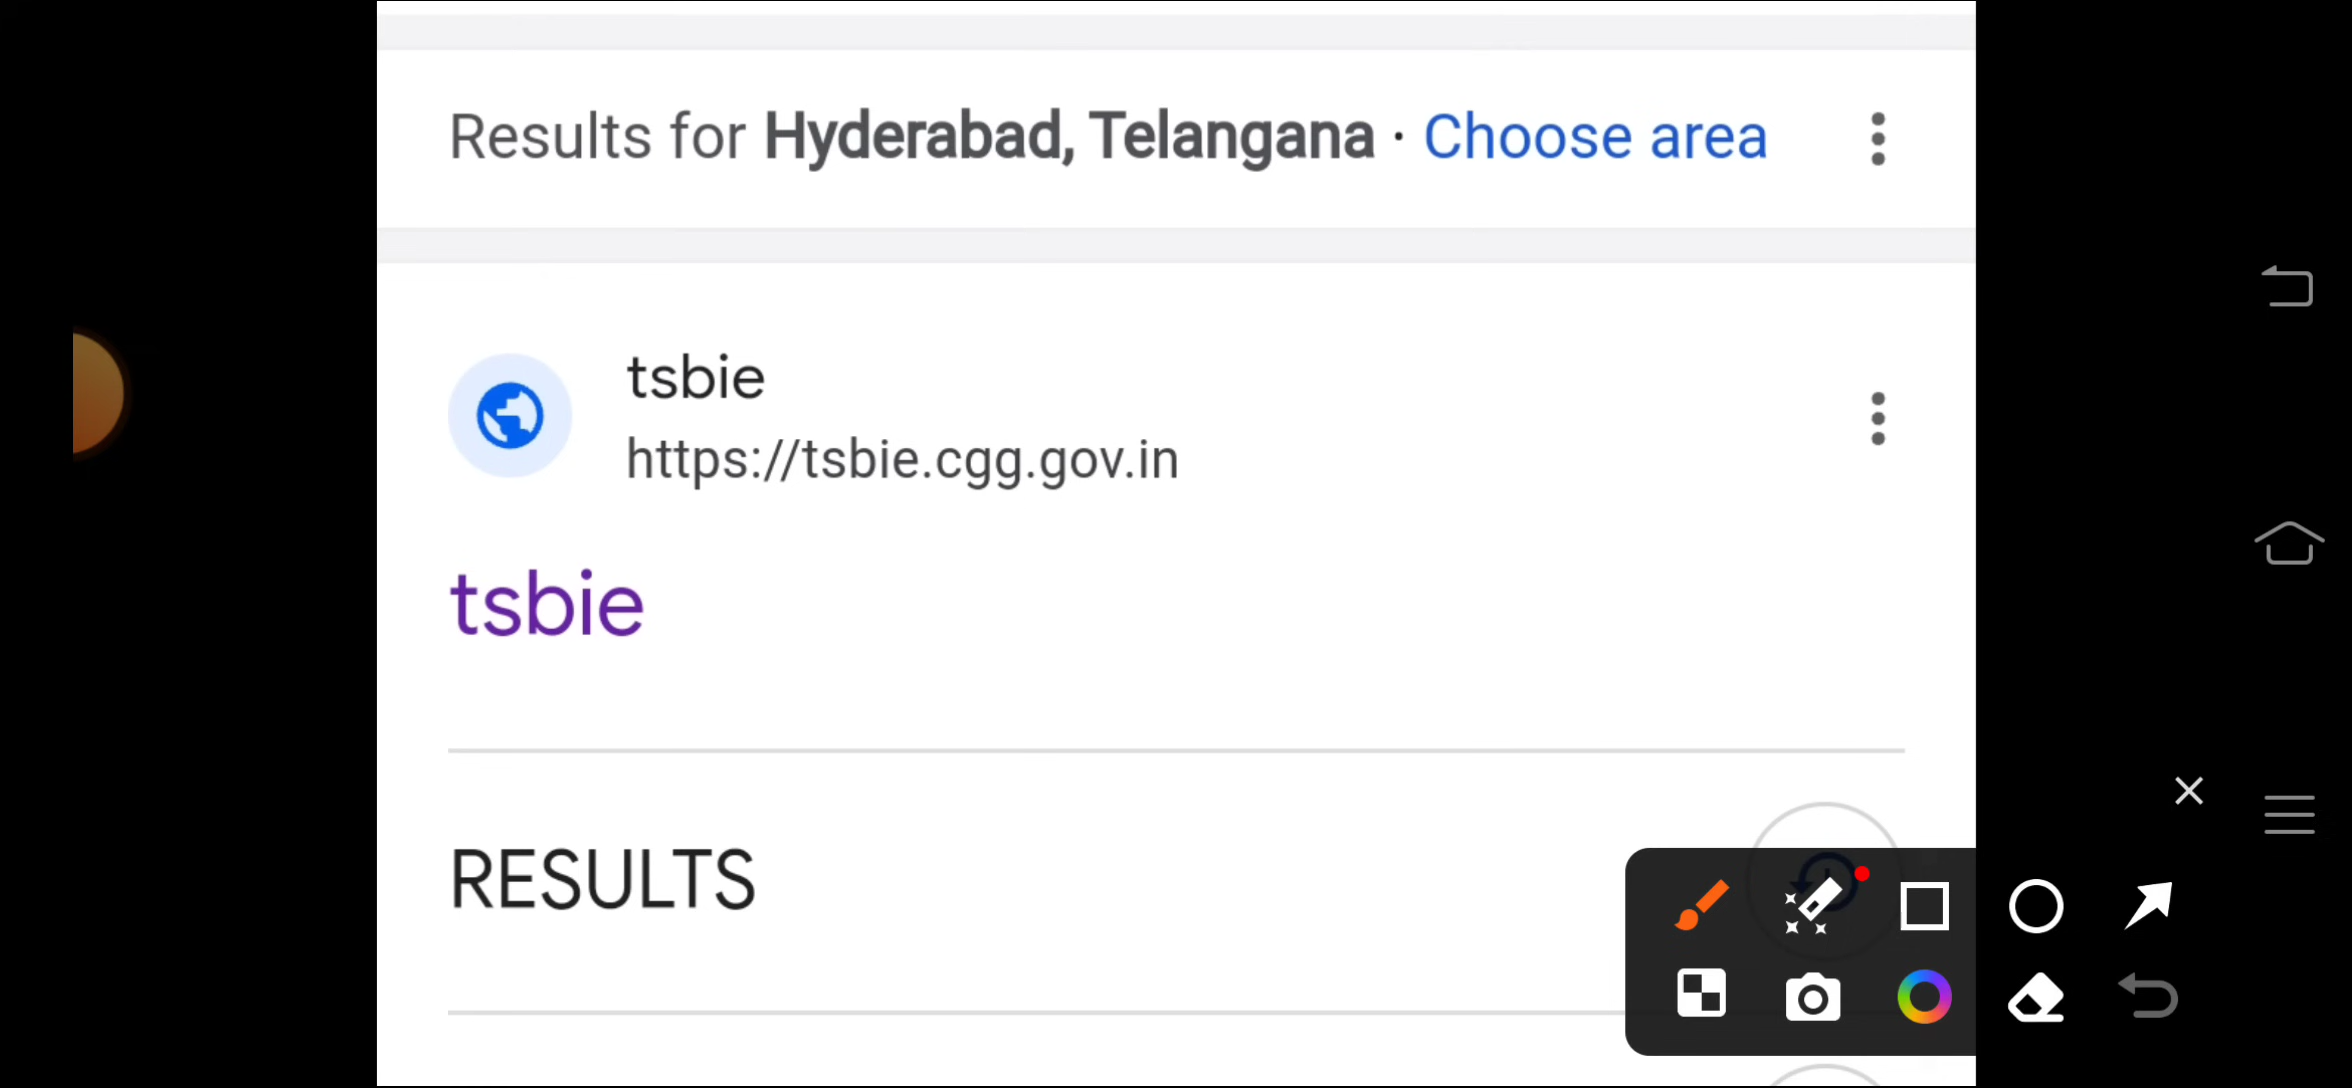 Results for Hyderabad, Telangana · Choose area
tsbie
https://tsbie.cgg.gov.in
tsbie
RESULTS